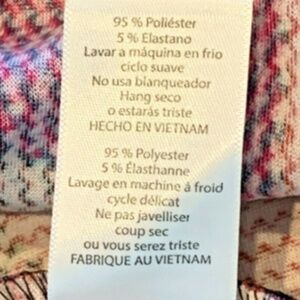 95 % Poliéster
5 % Elastano
Lavar a máquina en frio
ciclo suave
No usa blanqueador
Hang seco
o estarás triste
HECHO EN VIETNAM
95 % Polyester
5 % Élasthanne
Lavage en machine á froid
cycle délicat
Ne pas javelliser
coup sec
ou vous serez triste
FABRIQUE AU VIETNAM